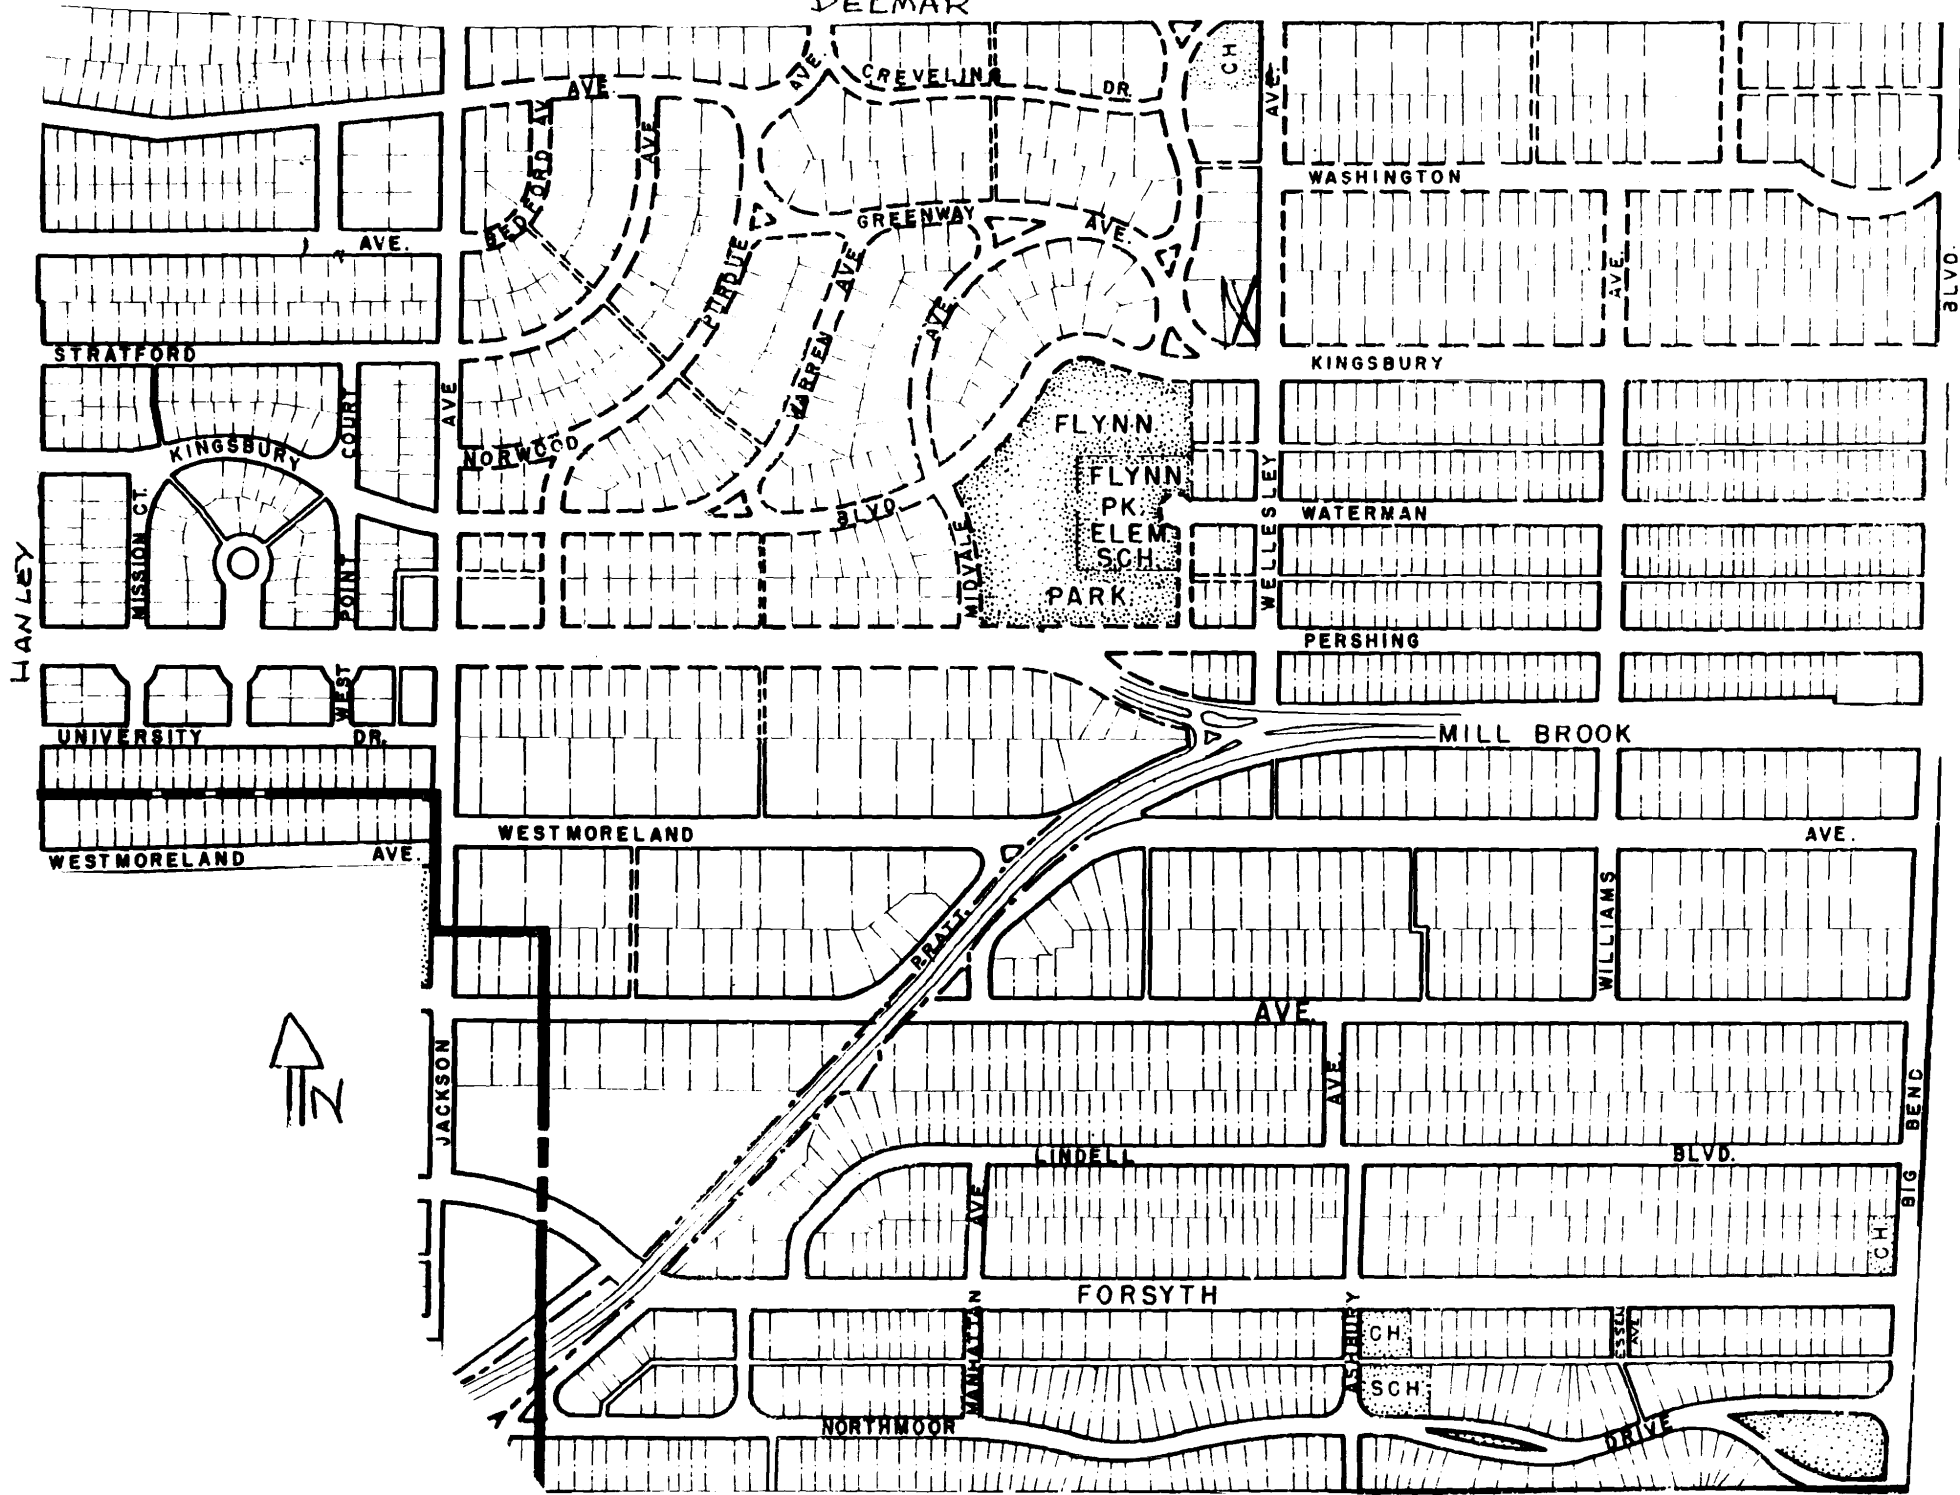 DELMAR
CH
CREVELING
DR.
AVE.
AVE
AVE.
BEDFORD AV.
AVE.
WASHINGTON
GREENWAY
AVE.
AVE.
PURDUE
AVE
AVE.
AVE.
BLVD.
STRATFORD
KINGSBURY
WARREN
COURT
AVE
FLYNN
KINGSBURY
NORWOOD
FLYNN
PK.
ELEM
SCH.
PARK
WELLESLEY
WATERMAN
BLVD.
MISSION CT.
MIDVALE
POINT
HANLEY
PERSHING
WEST
UNIVERSITY
DR.
MILL BROOK
WESTMORELAND
AVE.
WESTMORELAND
AVE.
PRATT
WILLIAMS
AVE.
N
JACKSON
AVE.
BEND
LINDELL
BLVD.
BIG
AVE
CH.
FORSYTH
MANHATTAN
ASHBURY
CH.
ESSEX
AVE
SCH.
NORTHMOOR
DRIVE